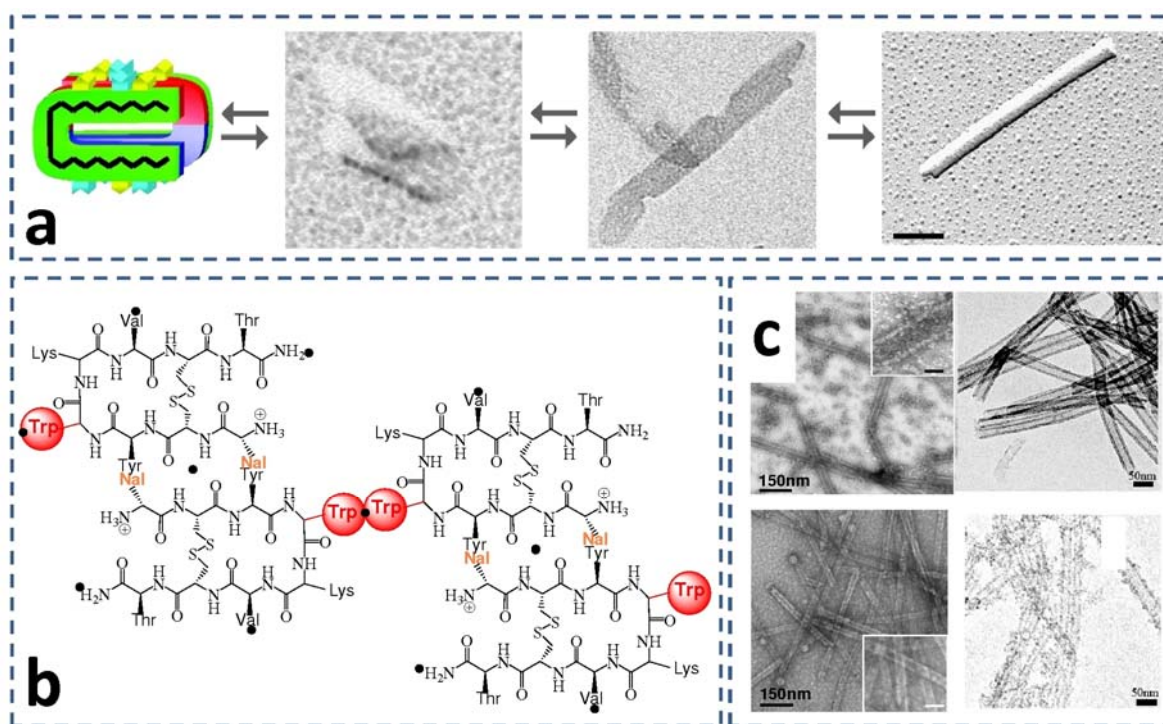 a
Val Thr
O H N O H N
Lys N H O N H O NH2
NH S
O S
Trp H N O H N O NH3 ⊕
N H O N H
Tyr Nal
Nal Tyr
H3N ⊕ O H N O H N
N H O N H O Trp
S O
S HN
O H N O H N
H2N N H O N H O Lys
Thr Val
Val Thr
O H N O H N
Lys N H O N H O NH2
NH S
O S
Trp H N O H N O NH3 ⊕
N H O N H
Tyr Nal
Nal Tyr
H3N ⊕ O H N O H N
N H O N H O Trp
S O
S HN
O H N O H N
H2N N H O N H O Lys
Thr Val
b
c
150nm
50nm
150nm
50nm